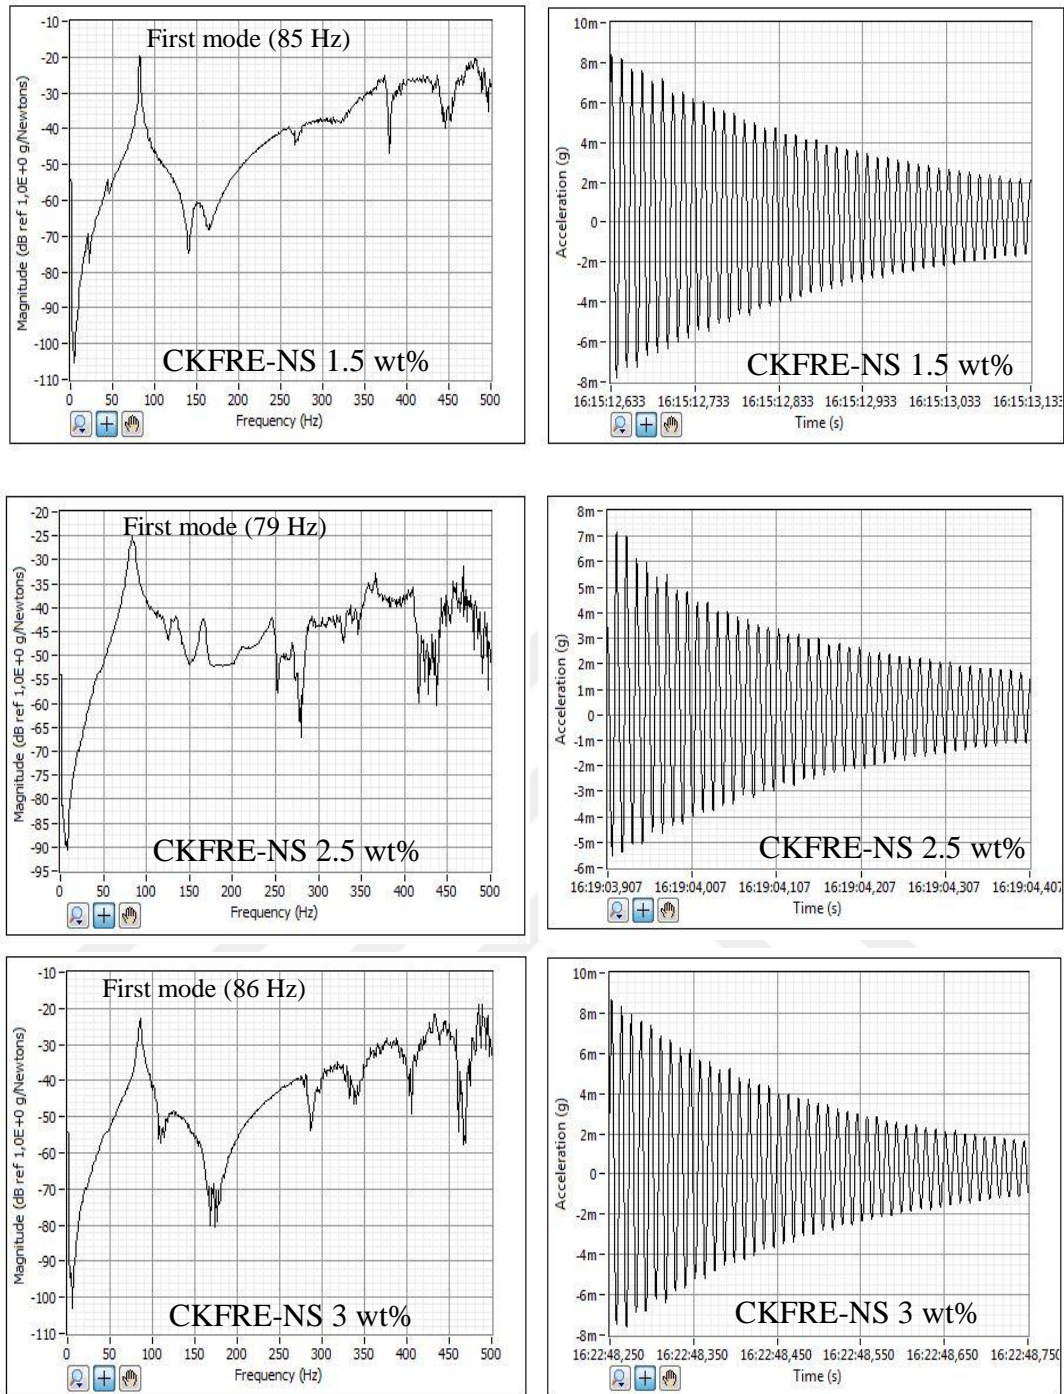 First mode (85 Hz)
Magnitude (dB ref 1,0E+0 g/Newtons)
-10
-20
-30
-40
-50
-60
-70
-80
-90
-100
-110
CKFRE-NS 1.5 wt%
0 50 100 150 200 250 300 350 400 450 500
Frequency (Hz)
Acceleration (g)
10m
8m
6m
4m
2m
0
-2m
-4m
-6m
-8m
CKFRE-NS 1.5 wt%
16:15:12,633 16:15:12,733 16:15:12,833 16:15:12,933 16:15:13,033 16:15:13,133
Time (s)
First mode (79 Hz)
Magnitude (dB ref 1,0E+0 g/Newtons)
-20
-25
-30
-35
-40
-45
-50
-55
-60
-65
-70
-75
-80
-85
-90
-95
CKFRE-NS 2.5 wt%
0 50 100 150 200 250 300 350 400 450 500
Frequency (Hz)
Acceleration (g)
8m
7m
6m
5m
4m
3m
2m
1m
0
-1m
-2m
-3m
-4m
-5m
-6m
CKFRE-NS 2.5 wt%
16:19:03,907 16:19:04,007 16:19:04,107 16:19:04,207 16:19:04,307 16:19:04,407
Time (s)
First mode (86 Hz)
Magnitude (dB ref 1,0E+0 g/Newtons)
-10
-20
-30
-40
-50
-60
-70
-80
-90
-100
-110
CKFRE-NS 3 wt%
0 50 100 150 200 250 300 350 400 450 500
Frequency (Hz)
Acceleration (g)
10m
8m
6m
4m
2m
0
-2m
-4m
-6m
-8m
CKFRE-NS 3 wt%
16:22:48,250 16:22:48,350 16:22:48,450 16:22:48,550 16:22:48,650 16:22:48,750
Time (s)